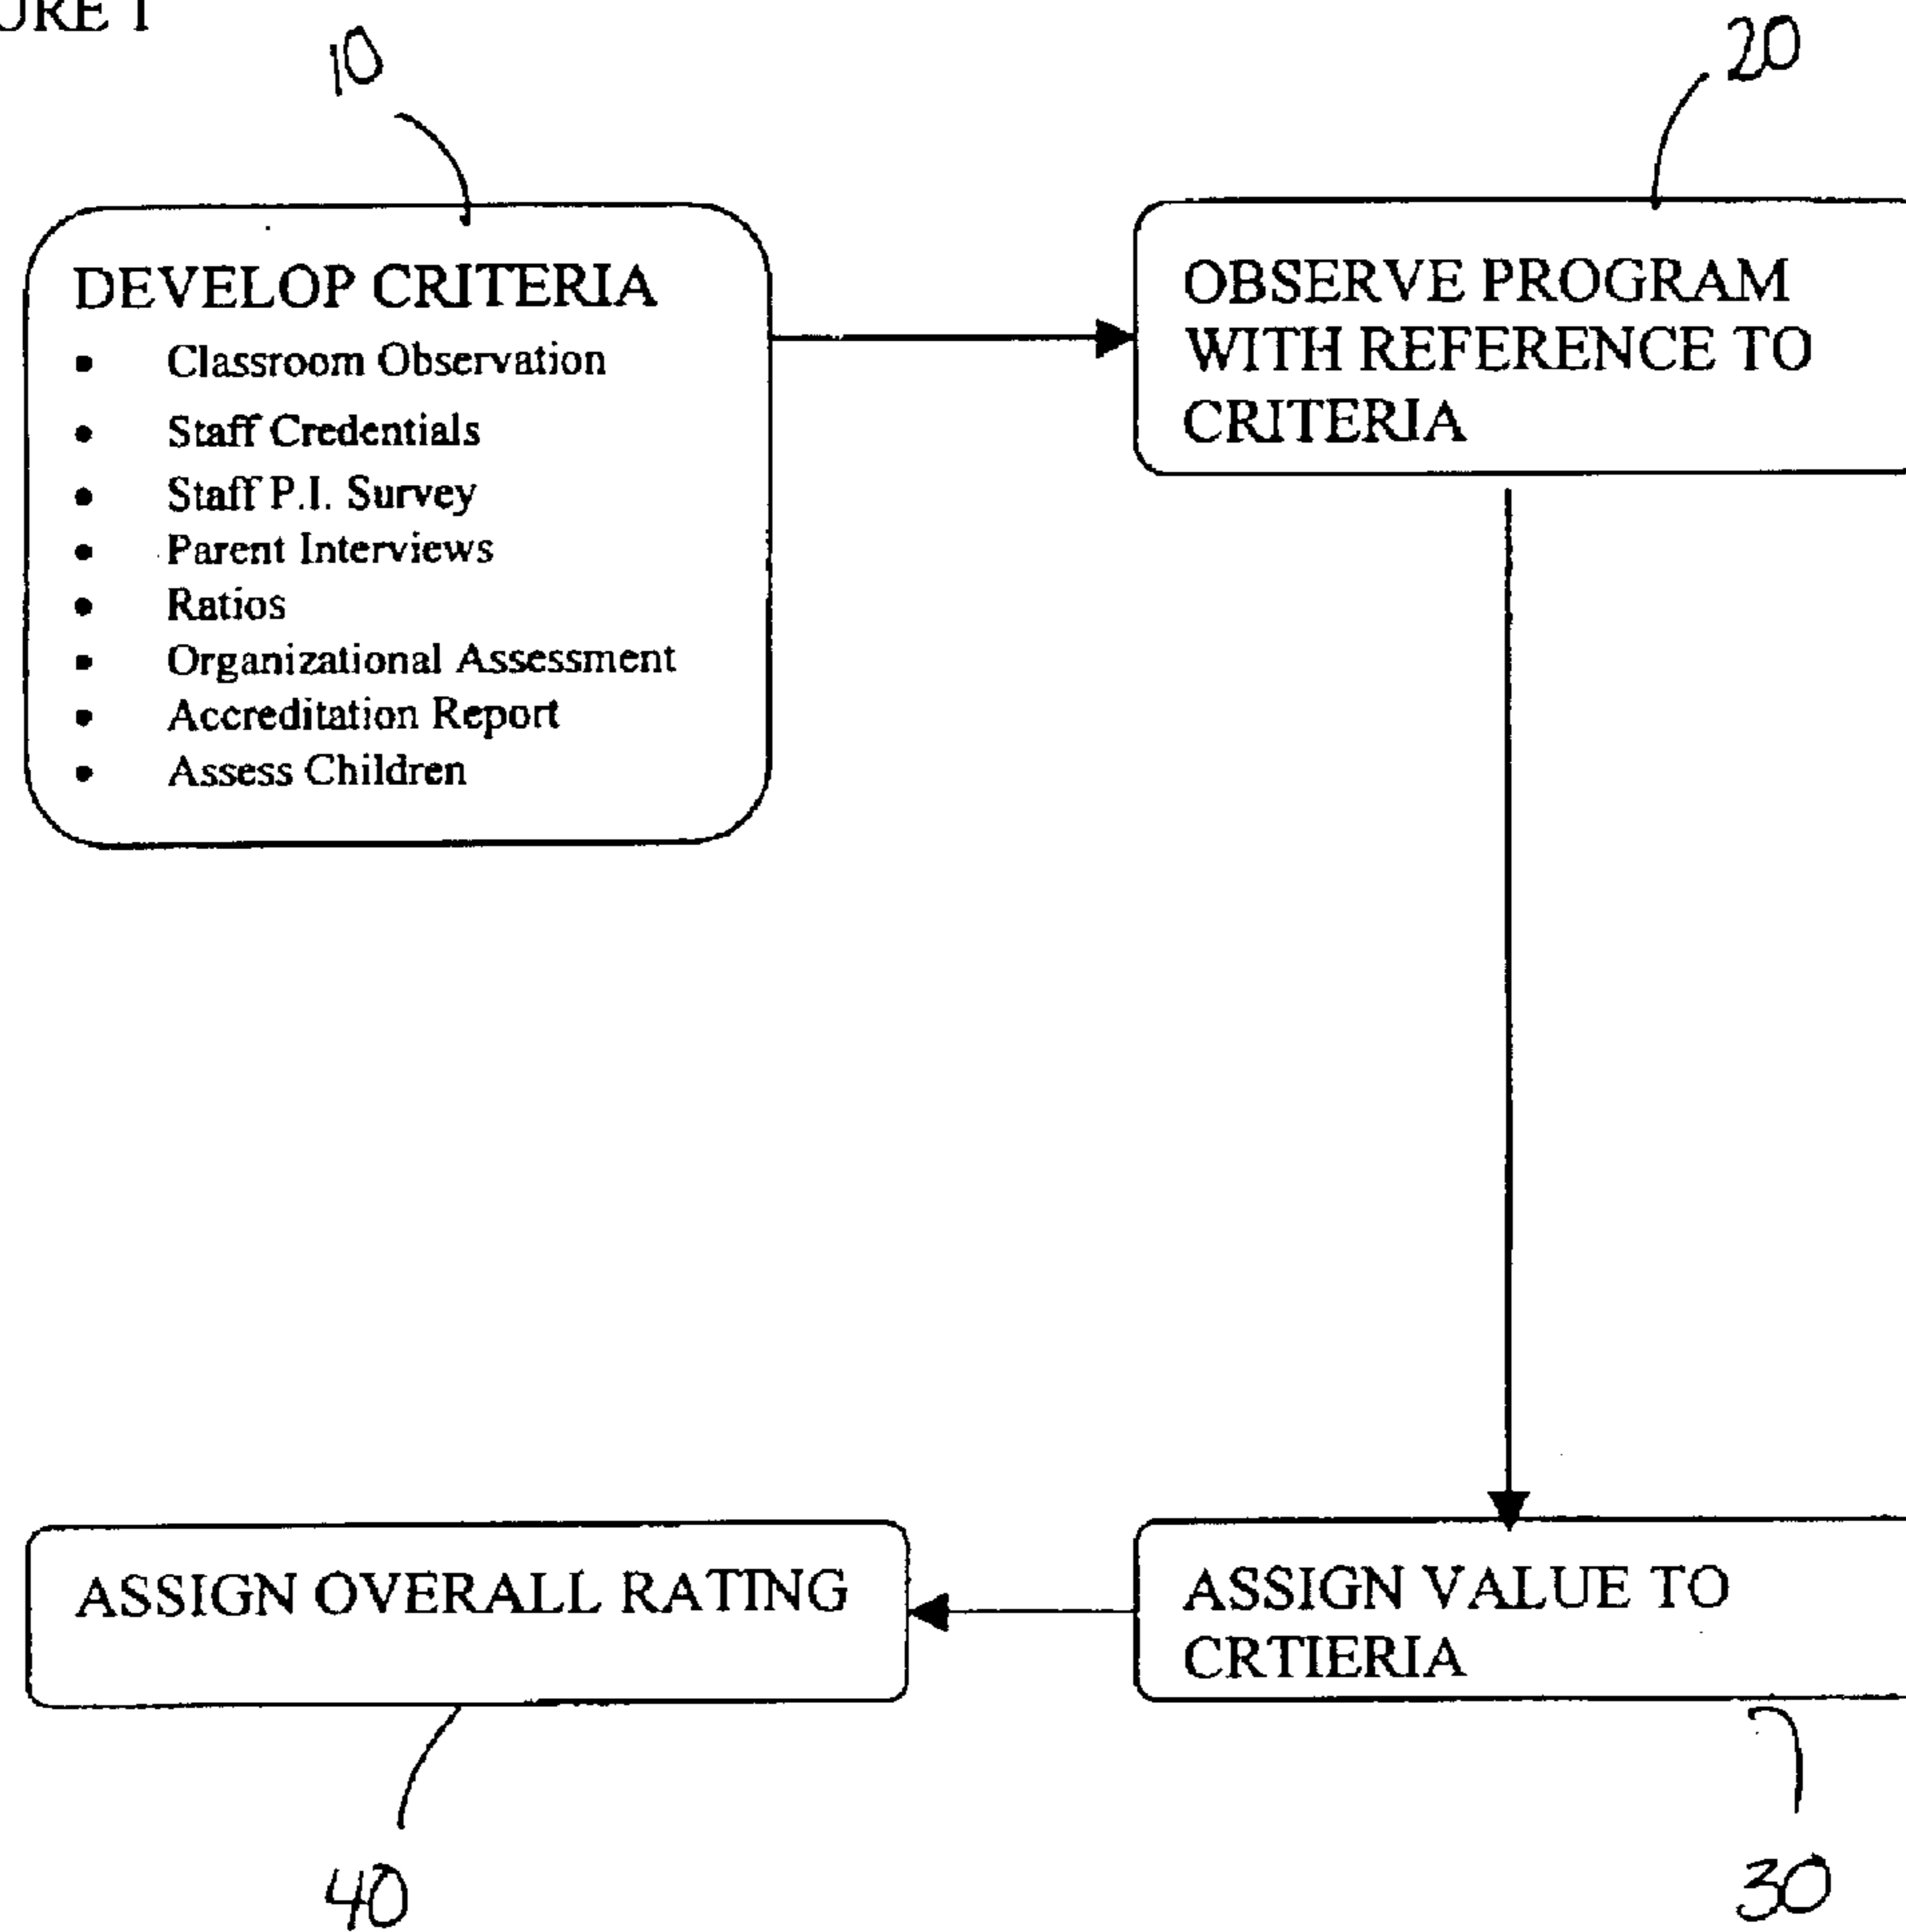 URE 1
10
20
DEVELOP CRITERIA
• Classroom Observation
• Staff Credentials
• Staff P.I. Survey
• Parent Interviews
• Ratios
• Organizational Assessment
• Accreditation Report
• Assess Children
OBSERVE PROGRAM
WITH REFERENCE TO
CRITERIA
ASSIGN VALUE TO
CRTIERIA
ASSIGN OVERALL RATING
40
30